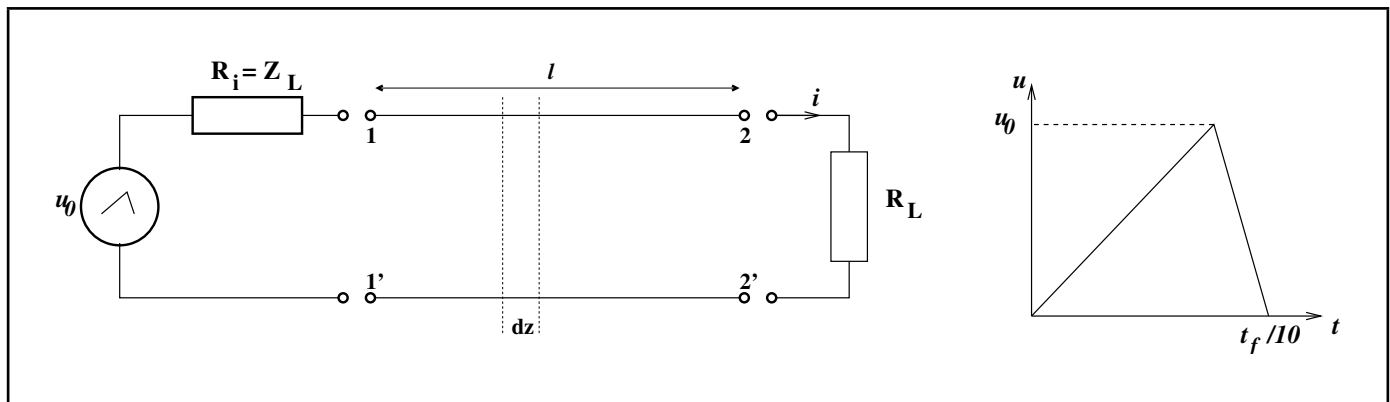 R_i = Z_L
l
i
1
2
u_0
R_L
1'
2'
dz
u
u_0
t_f /10
t